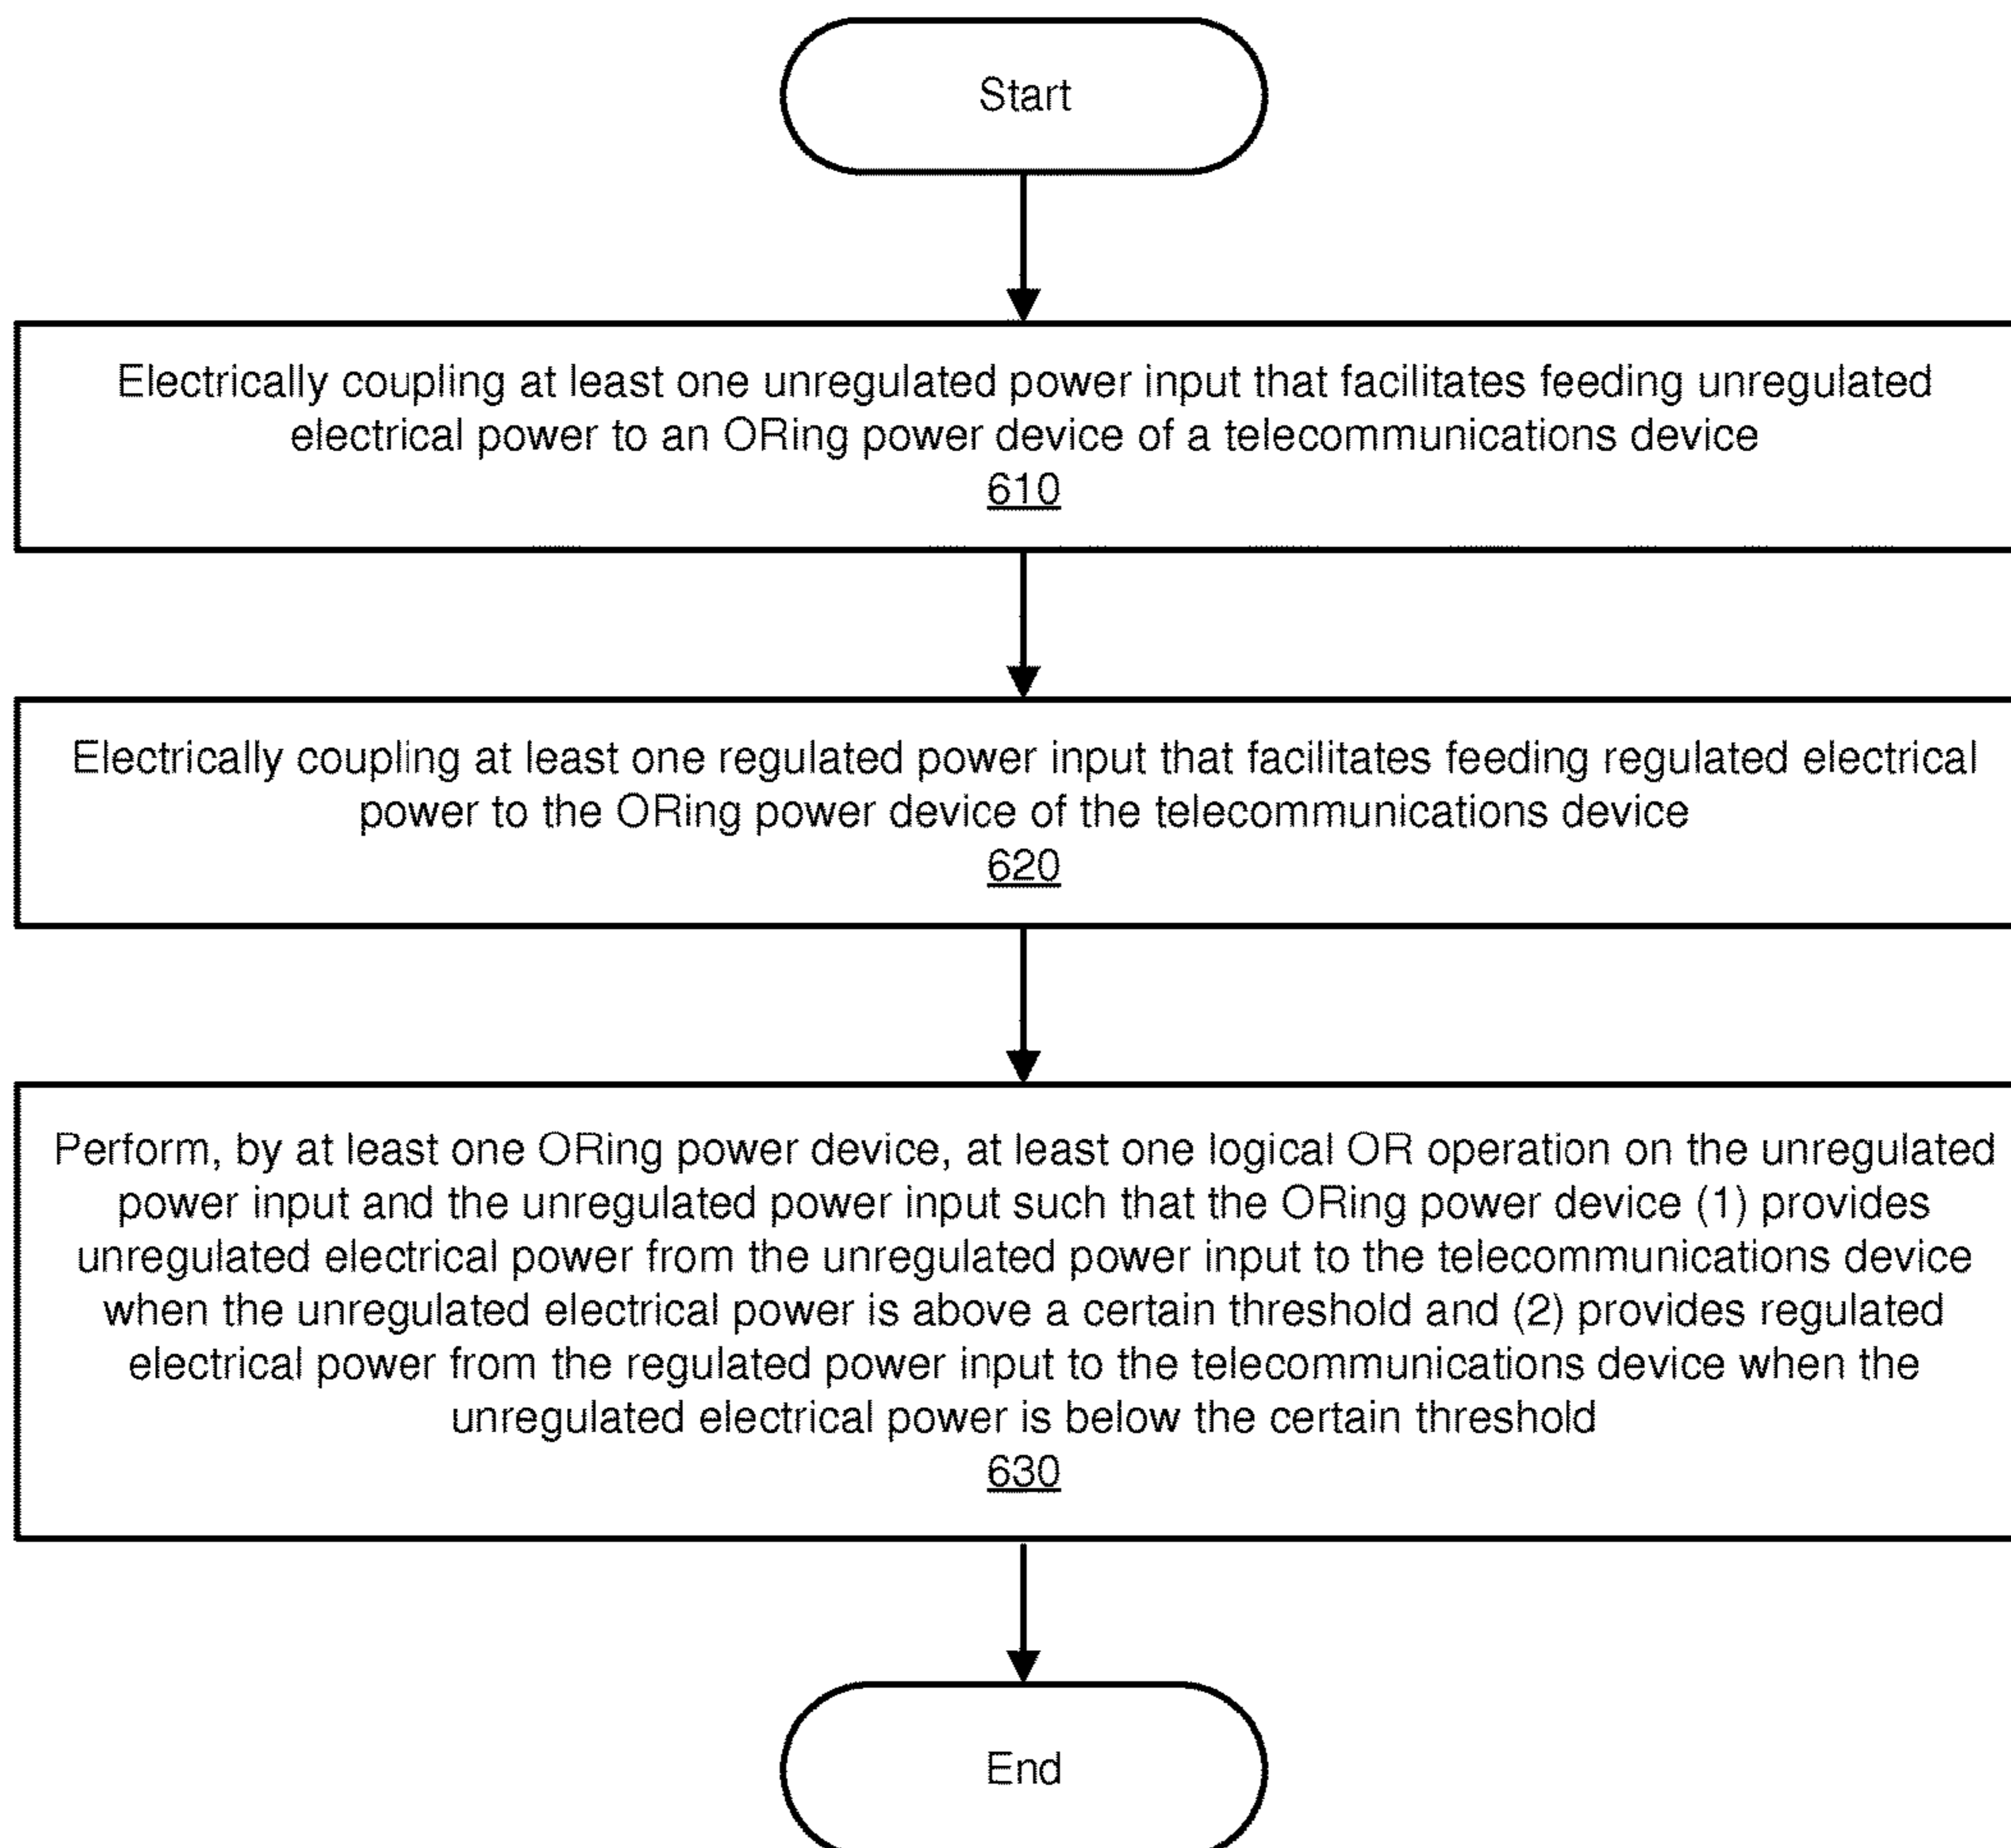 Start
Electrically coupling at least one unregulated power input that facilitates feeding unregulated
electrical power to an ORing power device of a telecommunications device
610
Electrically coupling at least one regulated power input that facilitates feeding regulated electrical
power to the ORing power device of the telecommunications device
620
Perform, by at least one ORing power device, at least one logical OR operation on the unregulated
power input and the unregulated power input such that the ORing power device (1) provides
unregulated electrical power from the unregulated power input to the telecommunications device
when the unregulated electrical power is above a certain threshold and (2) provides regulated
electrical power from the regulated power input to the telecommunications device when the
unregulated electrical power is below the certain threshold
630
End